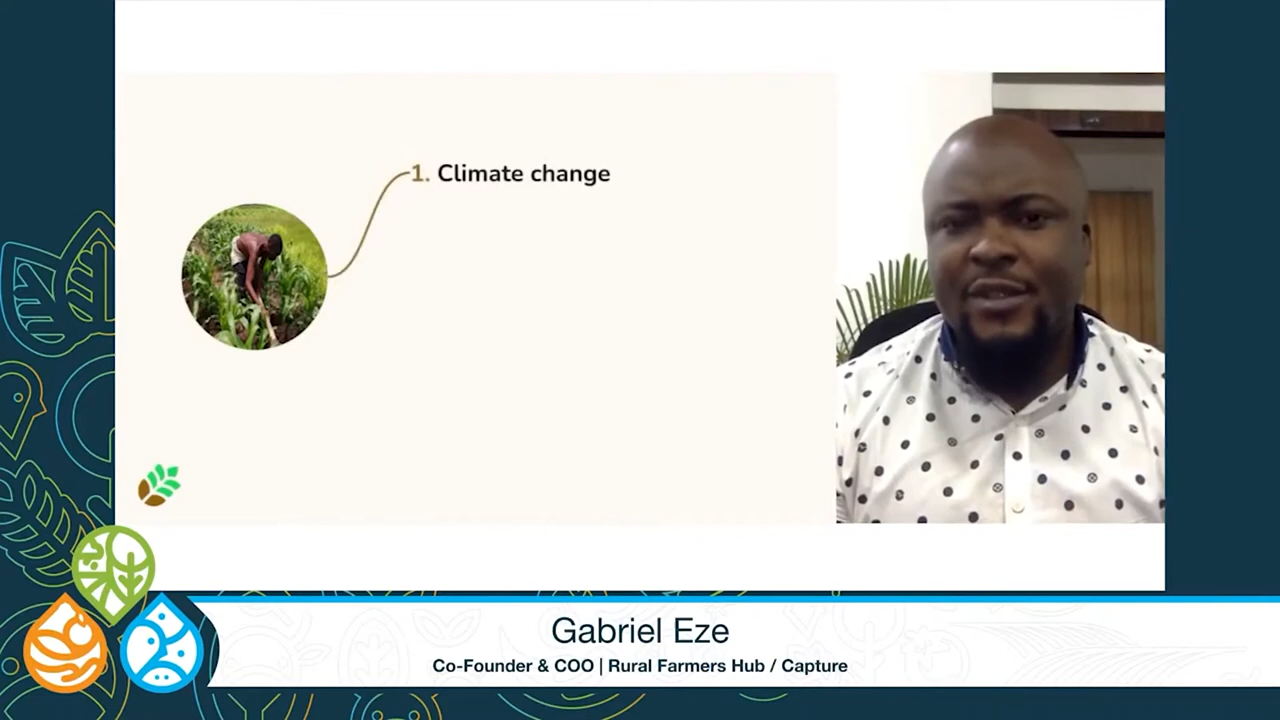 1. Climate change
Gabriel Eze
Co-Founder & COO | Rural Farmers Hub / Capture